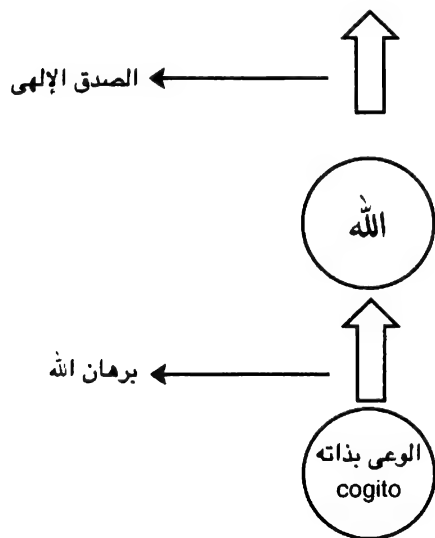 الصدق الإلهى
الله
برهان الله
الوعى بذاته
cogito